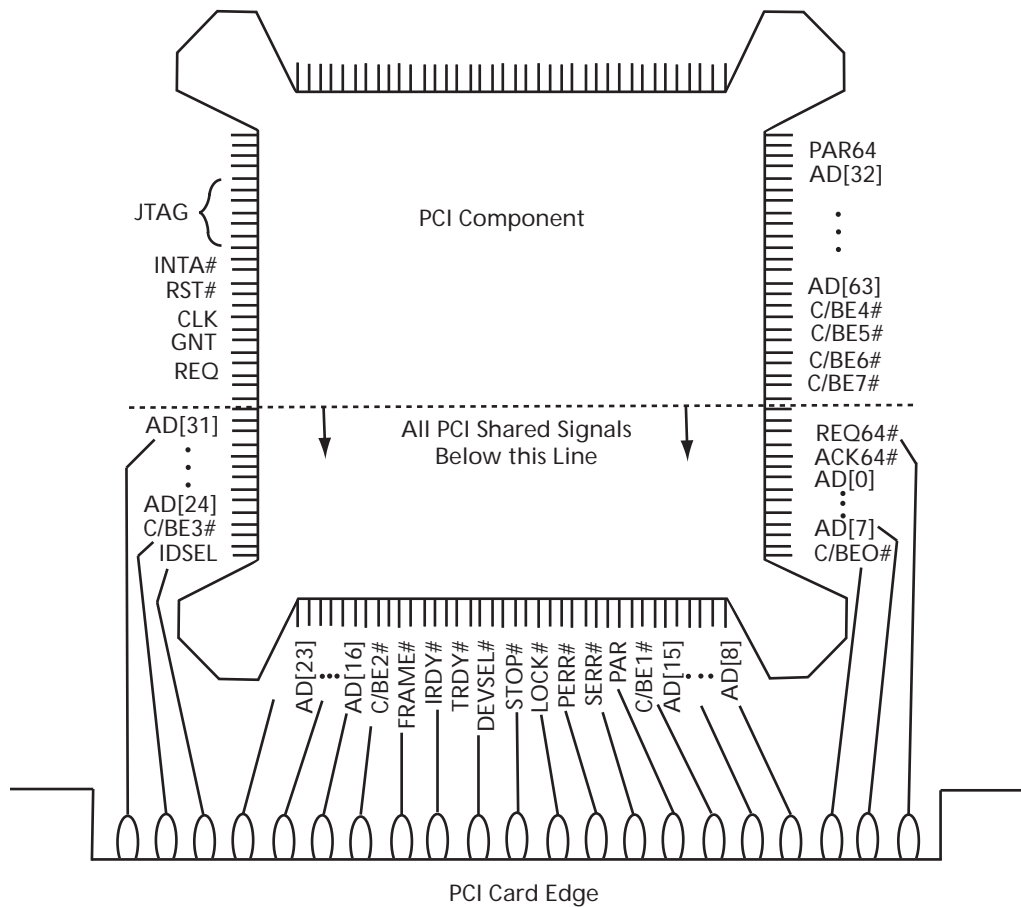 PAR64
AD[32]
PCI Component
JTAG
INTA#
RST#
CLK
GNT
REQ
AD[63]
C/BE4#
C/BE5#
C/BE6#
C/BE7#
All PCI Shared Signals
Below this Line
AD[31]
AD[24]
C/BE3#
IDSEL
REQ64#
ACK64#
AD[0]
AD[7]
C/BEO#
AD[23]
AD[16]
C/BE2#
FRAME#
IRDY#
TRDY#
DEVSEL#
STOP#
LOCK#
PERR#
SERR#
PAR
C/BE1#
AD[15]
AD[8]
PCI Card Edge